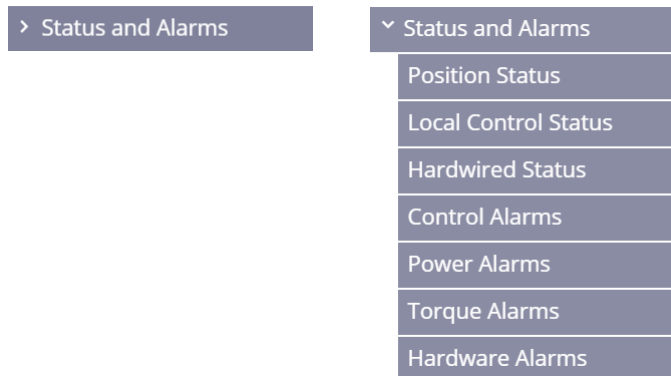 > Status and Alarms
Status and Alarms
Position Status
Local Control Status
Hardwired Status
Control Alarms
Power Alarms
Torque Alarms
Hardware Alarms